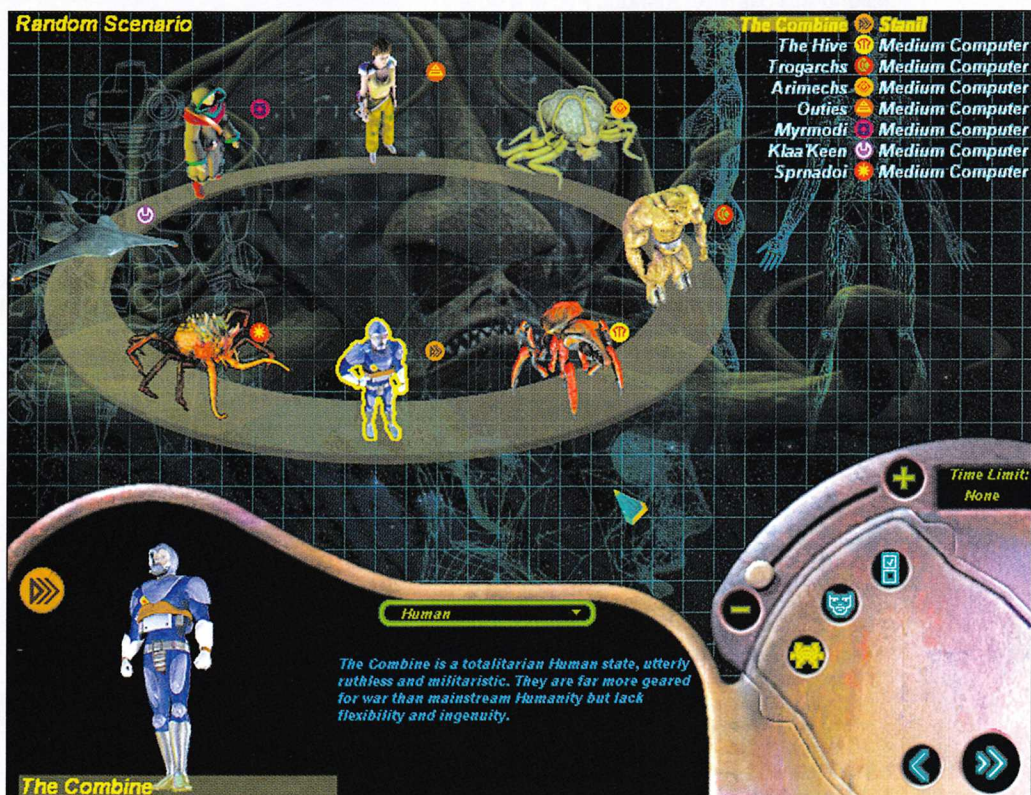 Random Scenario
The Combine Stanil
The Hive Medium Computer
Trogarchs Medium Computer
Arimechs Medium Computer
Outies Medium Computer
Myrmodi Medium Computer
Klaa'Keen Medium Computer
Sprnadoi Medium Computer
Time Limit:
None
Human
The Combine is a totalitarian Human state, utterly
ruthless and militaristic. They are far more geared
for war than mainstream Humanity but lack
flexibility and ingenuity.
The Combine